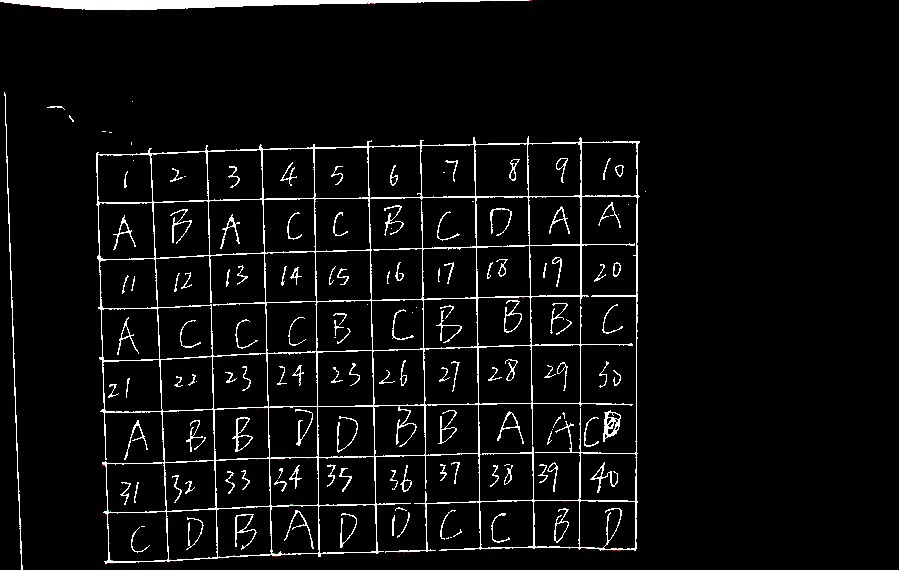 1 2 3 4 5 6 7 8 9 10
A B A C C B C D A A
11 12 13 14 15 16 17 18 19 20
A C C C B C B B B C
21 22 23 24 25 26 27 28 29 30
A B B D D B B A A C
31 32 33 34 35 36 37 38 39 40
C D B A D D C C B D